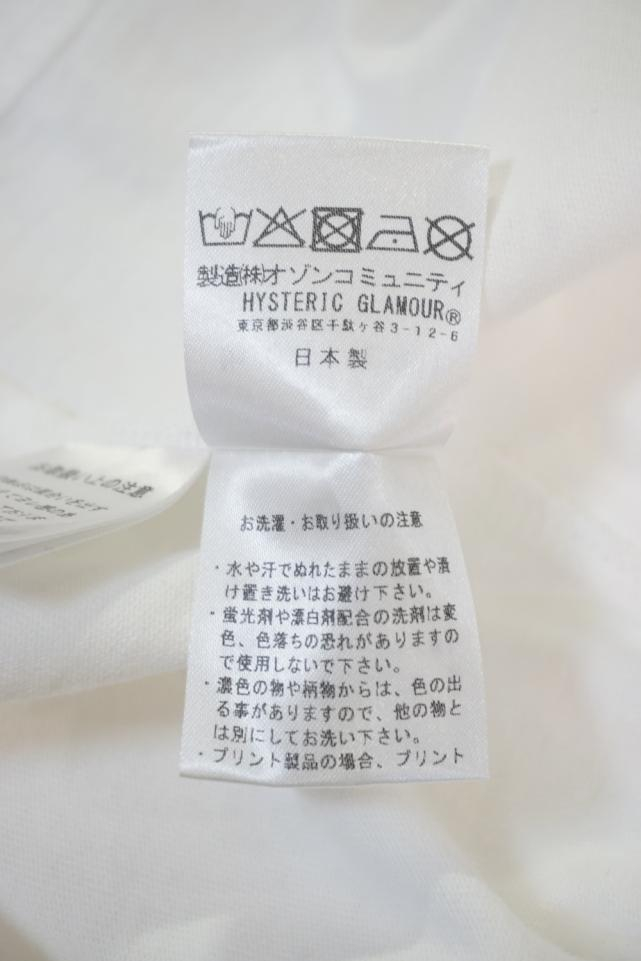 製造(株)オゾンコミュニティ
HYSTERIC GLAMOUR®
東京都渋谷区千駄ヶ谷3-12-6
日本製
お取扱い上の注意
お洗濯・お取り扱いの注意
・水や汗でぬれたままの放置や漬
け置き洗いはお避け下さい。
・蛍光剤や漂白剤配合の洗剤は変
色、色落ちの恐れがありますの
で使用しないで下さい。
・濃色の物や柄物からは、色の出
る事がありますので、他の物と
は別にしてお洗い下さい。
・プリント製品の場合、プリント